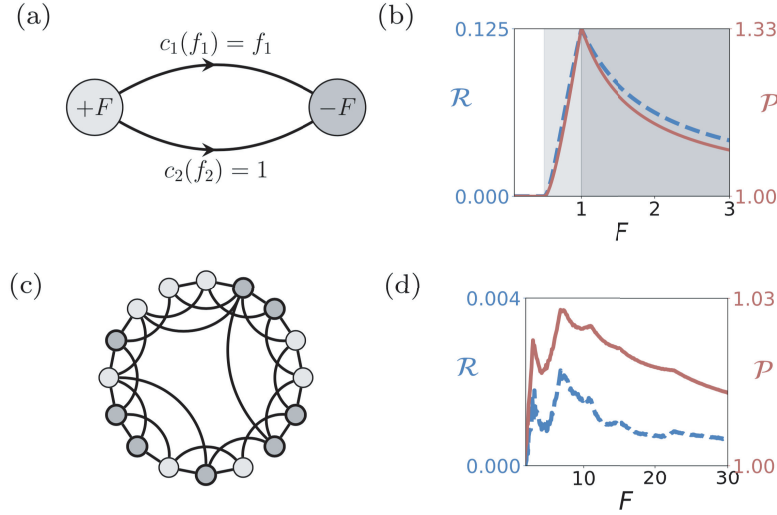 (a)
c₁(f₁) = f₁
+F
−F
c₂(f₂) = 1
(b)
0.125
1.33
ℛ
𝒫
0.000
1.00
1
2
3
F
(c)
(d)
0.004
1.03
ℛ
𝒫
0.000
1.00
10
20
30
F